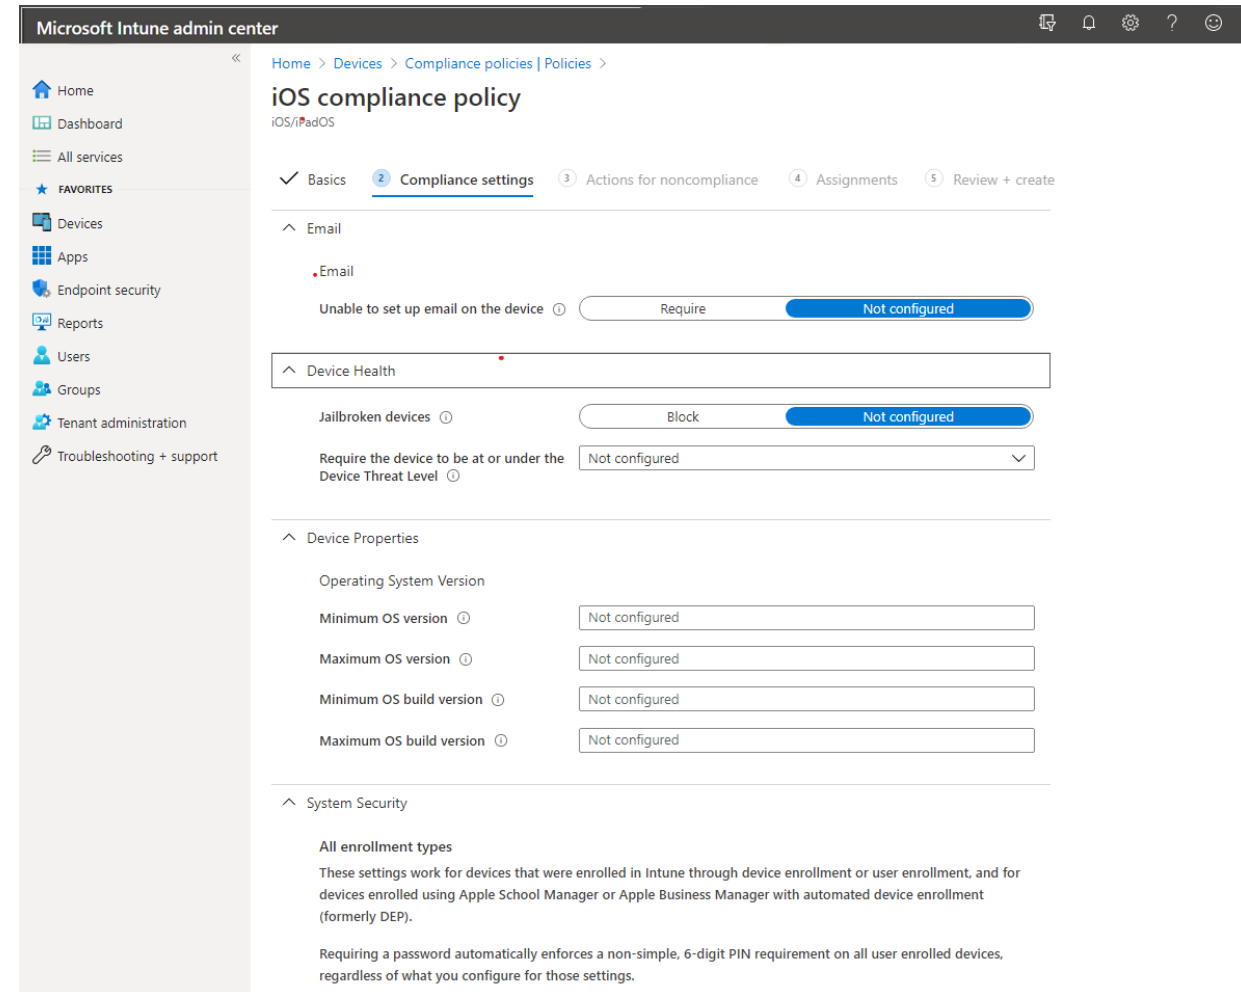 Microsoft Intune admin center
Home
Dashboard
All services
FAVORITES
Devices
Apps
Endpoint security
Reports
Users
Groups
Tenant administration
Troubleshooting + support
Home > Devices > Compliance policies | Policies >
iOS compliance policy
iOS/iPadOS
Basics 2 Compliance settings 3 Actions for noncompliance 4 Assignments 5 Review + create
Email
Email
Unable to set up email on the device Require Not configured
Device Health
Jailbroken devices Block Not configured
Require the device to be at or under the Not configured
Device Threat Level
Device Properties
Operating System Version
Minimum OS version Not configured
Maximum OS version Not configured
Minimum OS build version Not configured
Maximum OS build version Not configured
System Security
All enrollment types
These settings work for devices that were enrolled in Intune through device enrollment or user enrollment, and for
devices enrolled using Apple School Manager or Apple Business Manager with automated device enrollment
(formerly DEP).
Requiring a password automatically enforces a non-simple, 6-digit PIN requirement on all user enrolled devices,
regardless of what you configure for those settings.